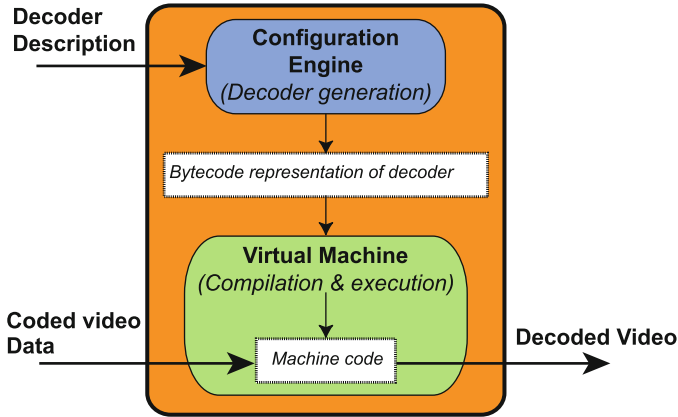 Decoder
Description
Configuration
Engine
(Decoder generation)
Bytecode representation of decoder
Virtual Machine
(Compilation & execution)
Coded video
Data
Machine code
Decoded Video